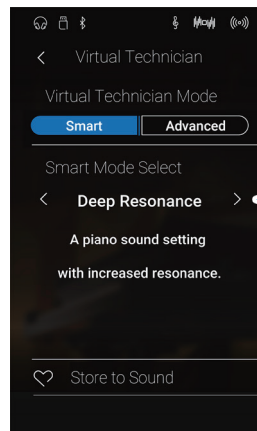 Virtual Technician
Virtual Technician Mode
Smart Advanced
Smart Mode Select
Deep Resonance
A piano sound setting
with increased resonance.
Store to Sound